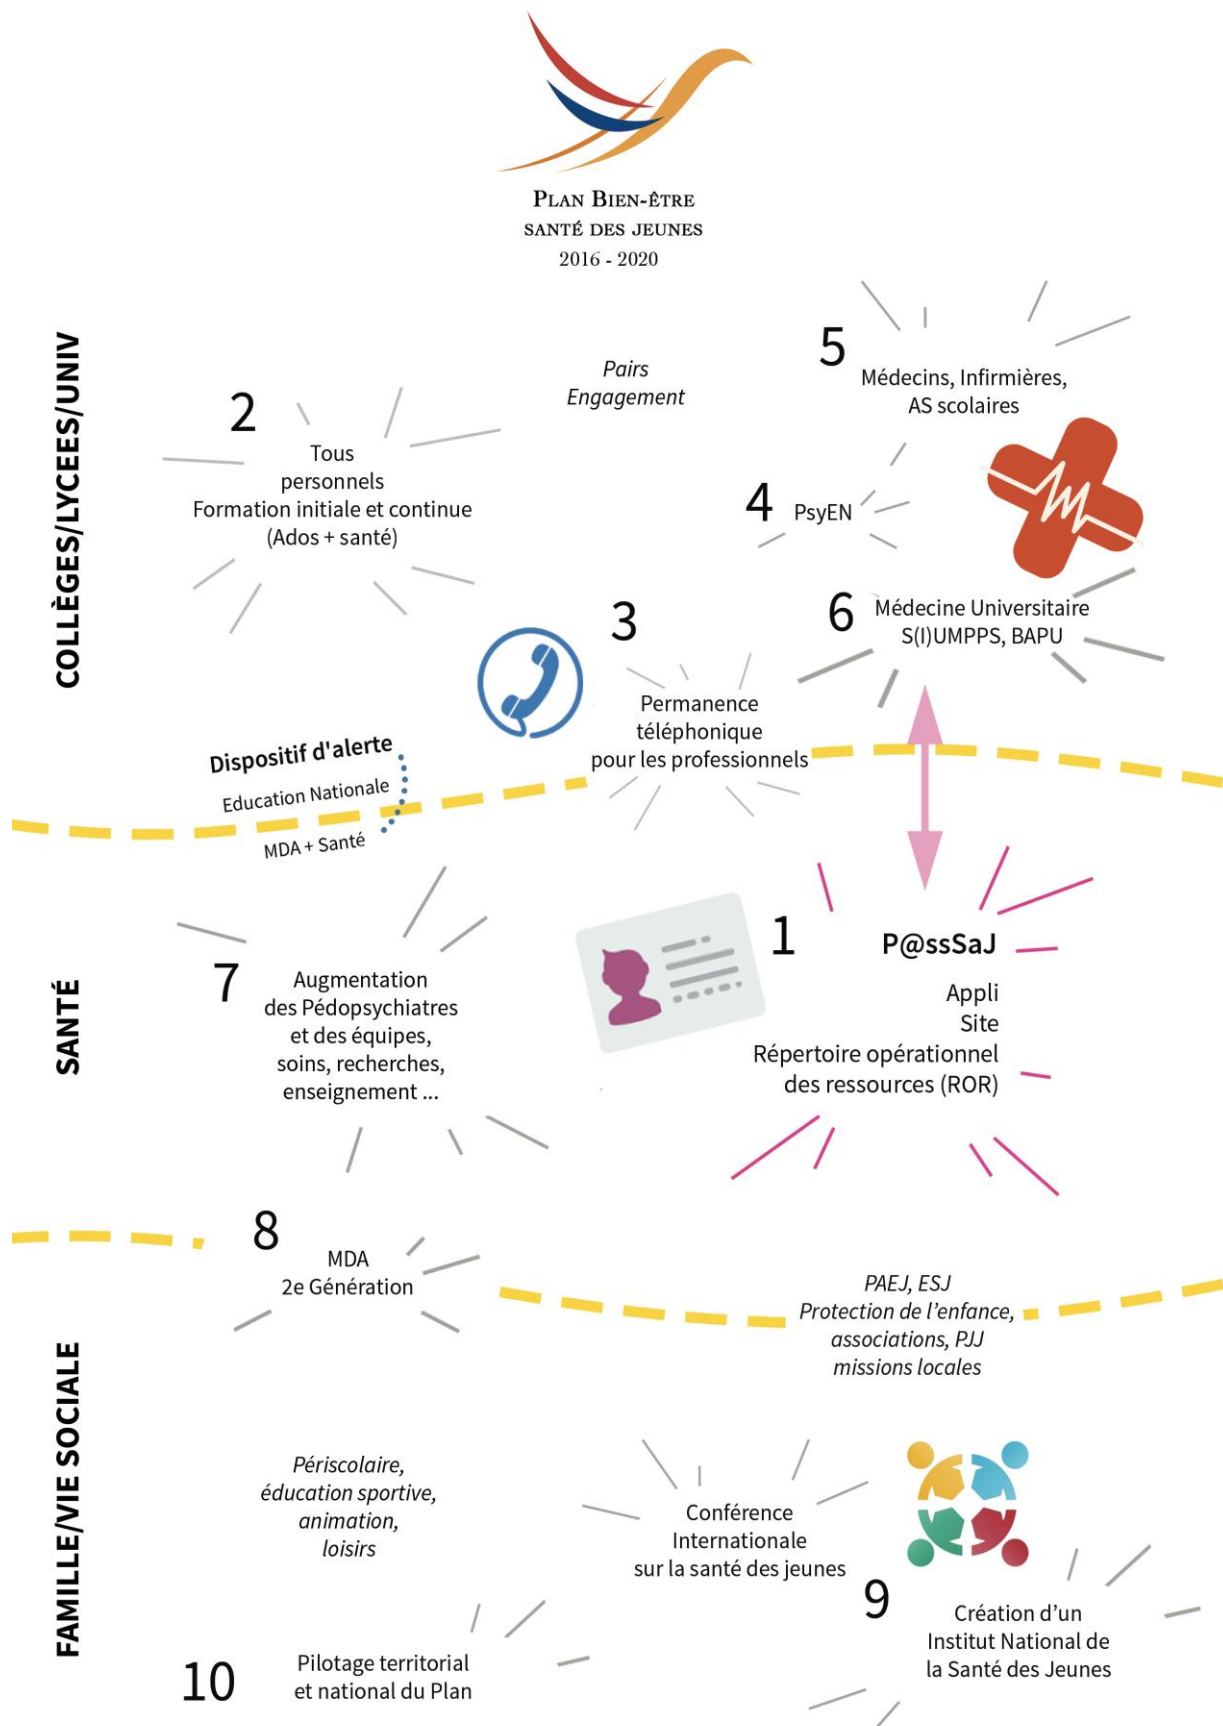 PLAN BIEN-ÊTRE
SANTÉ DES JEUNES
2016 - 2020
COLLÈGES/LYCEES/UNIV
Pairs
Engagement
5
Médecins, Infirmières,
AS scolaires
2
Tous
personnels
Formation initiale et continue
(Ados + santé)
4
PsyEN
6
Médecine Universitaire
S(I)UMPPS, BAPU
3
Permanence
téléphonique
pour les professionnels
Dispositif d'alerte
Education Nationale
MDA + Santé
SANTÉ
7
Augmentation
des Pédopsychiatres
et des équipes,
soins, recherches,
enseignement ...
1
P@ssSaJ
Appli
Site
Répertoire opérationnel
des ressources (ROR)
8
MDA
2e Génération
PAEJ, ESJ
Protection de l'enfance,
associations, PJJ
missions locales
FAMILLE/VIE SOCIALE
Périscolaire,
éducation sportive,
animation,
loisirs
Conférence
Internationale
sur la santé des jeunes
9
Création d'un
Institut National de
la Santé des Jeunes
10
Pilotage territorial
et national du Plan